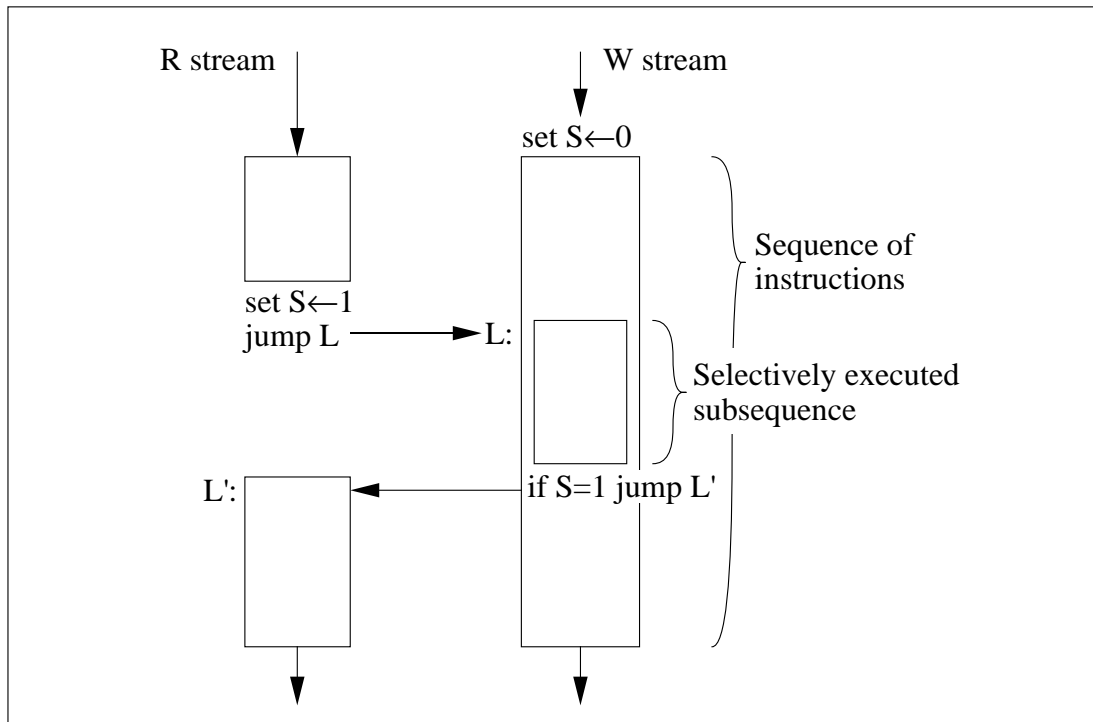 R stream
W stream
set S←0
Sequence of
instructions
set S←1
jump L
L:
Selectively executed
subsequence
L':
if S=1 jump L'